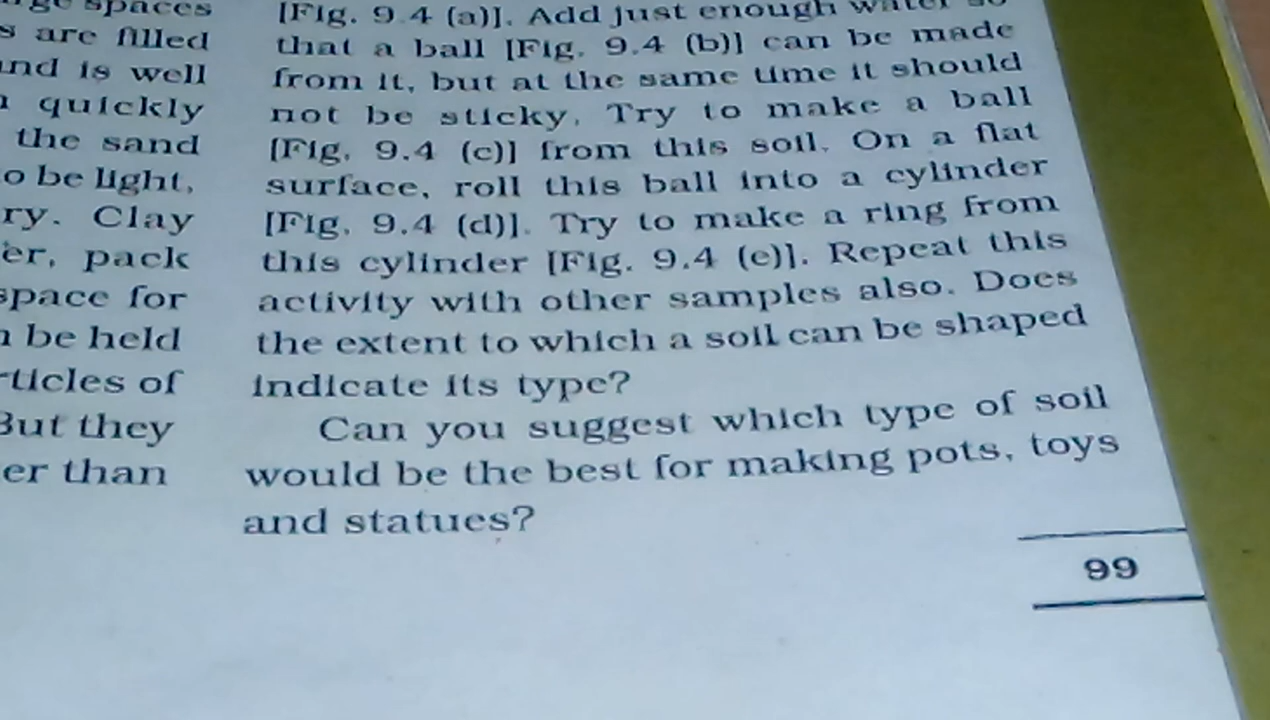 spaces
are filled
and is well
quickly
the sand
o be light,
ry. Clay
er, pack
space for
be held
rticles of
But they
er than
[Fig. 9.4 (a)]. Add just enough water so
that a ball [Fig. 9.4 (b)] can be made
from it, but at the same time it should
not be sticky. Try to make a ball
[Fig. 9.4 (c)] from this soil. On a flat
surface, roll this ball into a cylinder
[Fig. 9.4 (d)]. Try to make a ring from
this cylinder [Fig. 9.4 (e)]. Repeat this
activity with other samples also. Does
the extent to which a soil can be shaped
indicate its type?
Can you suggest which type of soil
would be the best for making pots, toys
and statues?
99